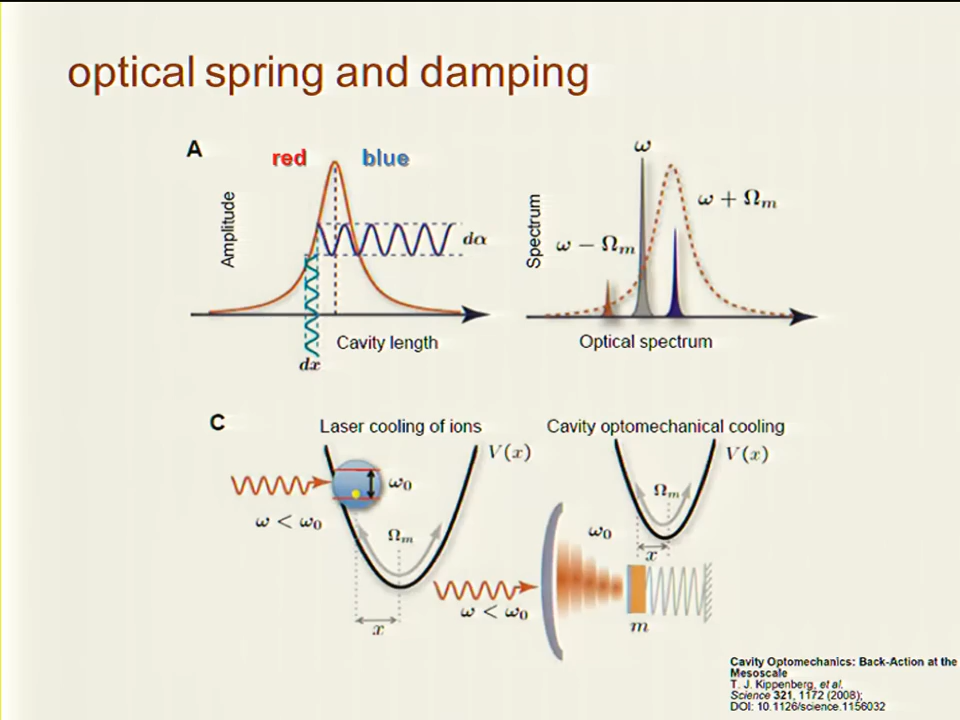 optical spring and damping
A
red
blue
Amplitude
dα
Cavity length
dx
Spectrum
ω
ω + Ωm
ω − Ωm
Optical spectrum
C
Laser cooling of ions
V(x)
ω0
ω < ω0
Ωm
x
Cavity optomechanical cooling
V(x)
Ωm
ω0
x
ω < ω0
m
Cavity Optomechanics: Back-Action at the
Mesoscale
T. J. Kippenberg, et al.
Science 321, 1172 (2008);
DOI: 10.1126/science.1156032